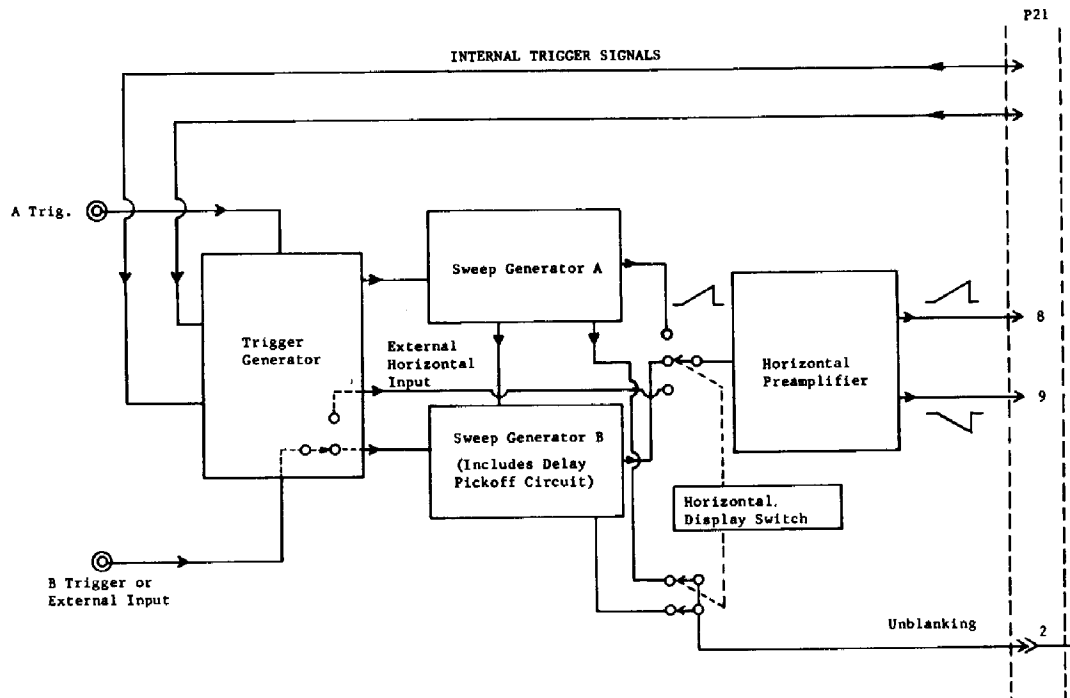 P21
INTERNAL TRIGGER SIGNALS
A Trig.
Sweep Generator A
8
Trigger
Generator
External
Horizontal
Input
Horizontal
Preamplifier
9
Sweep Generator B
(Includes Delay
Pickoff Circuit)
Horizontal.
Display Switch
B Trigger or
External Input
Unblanking
2